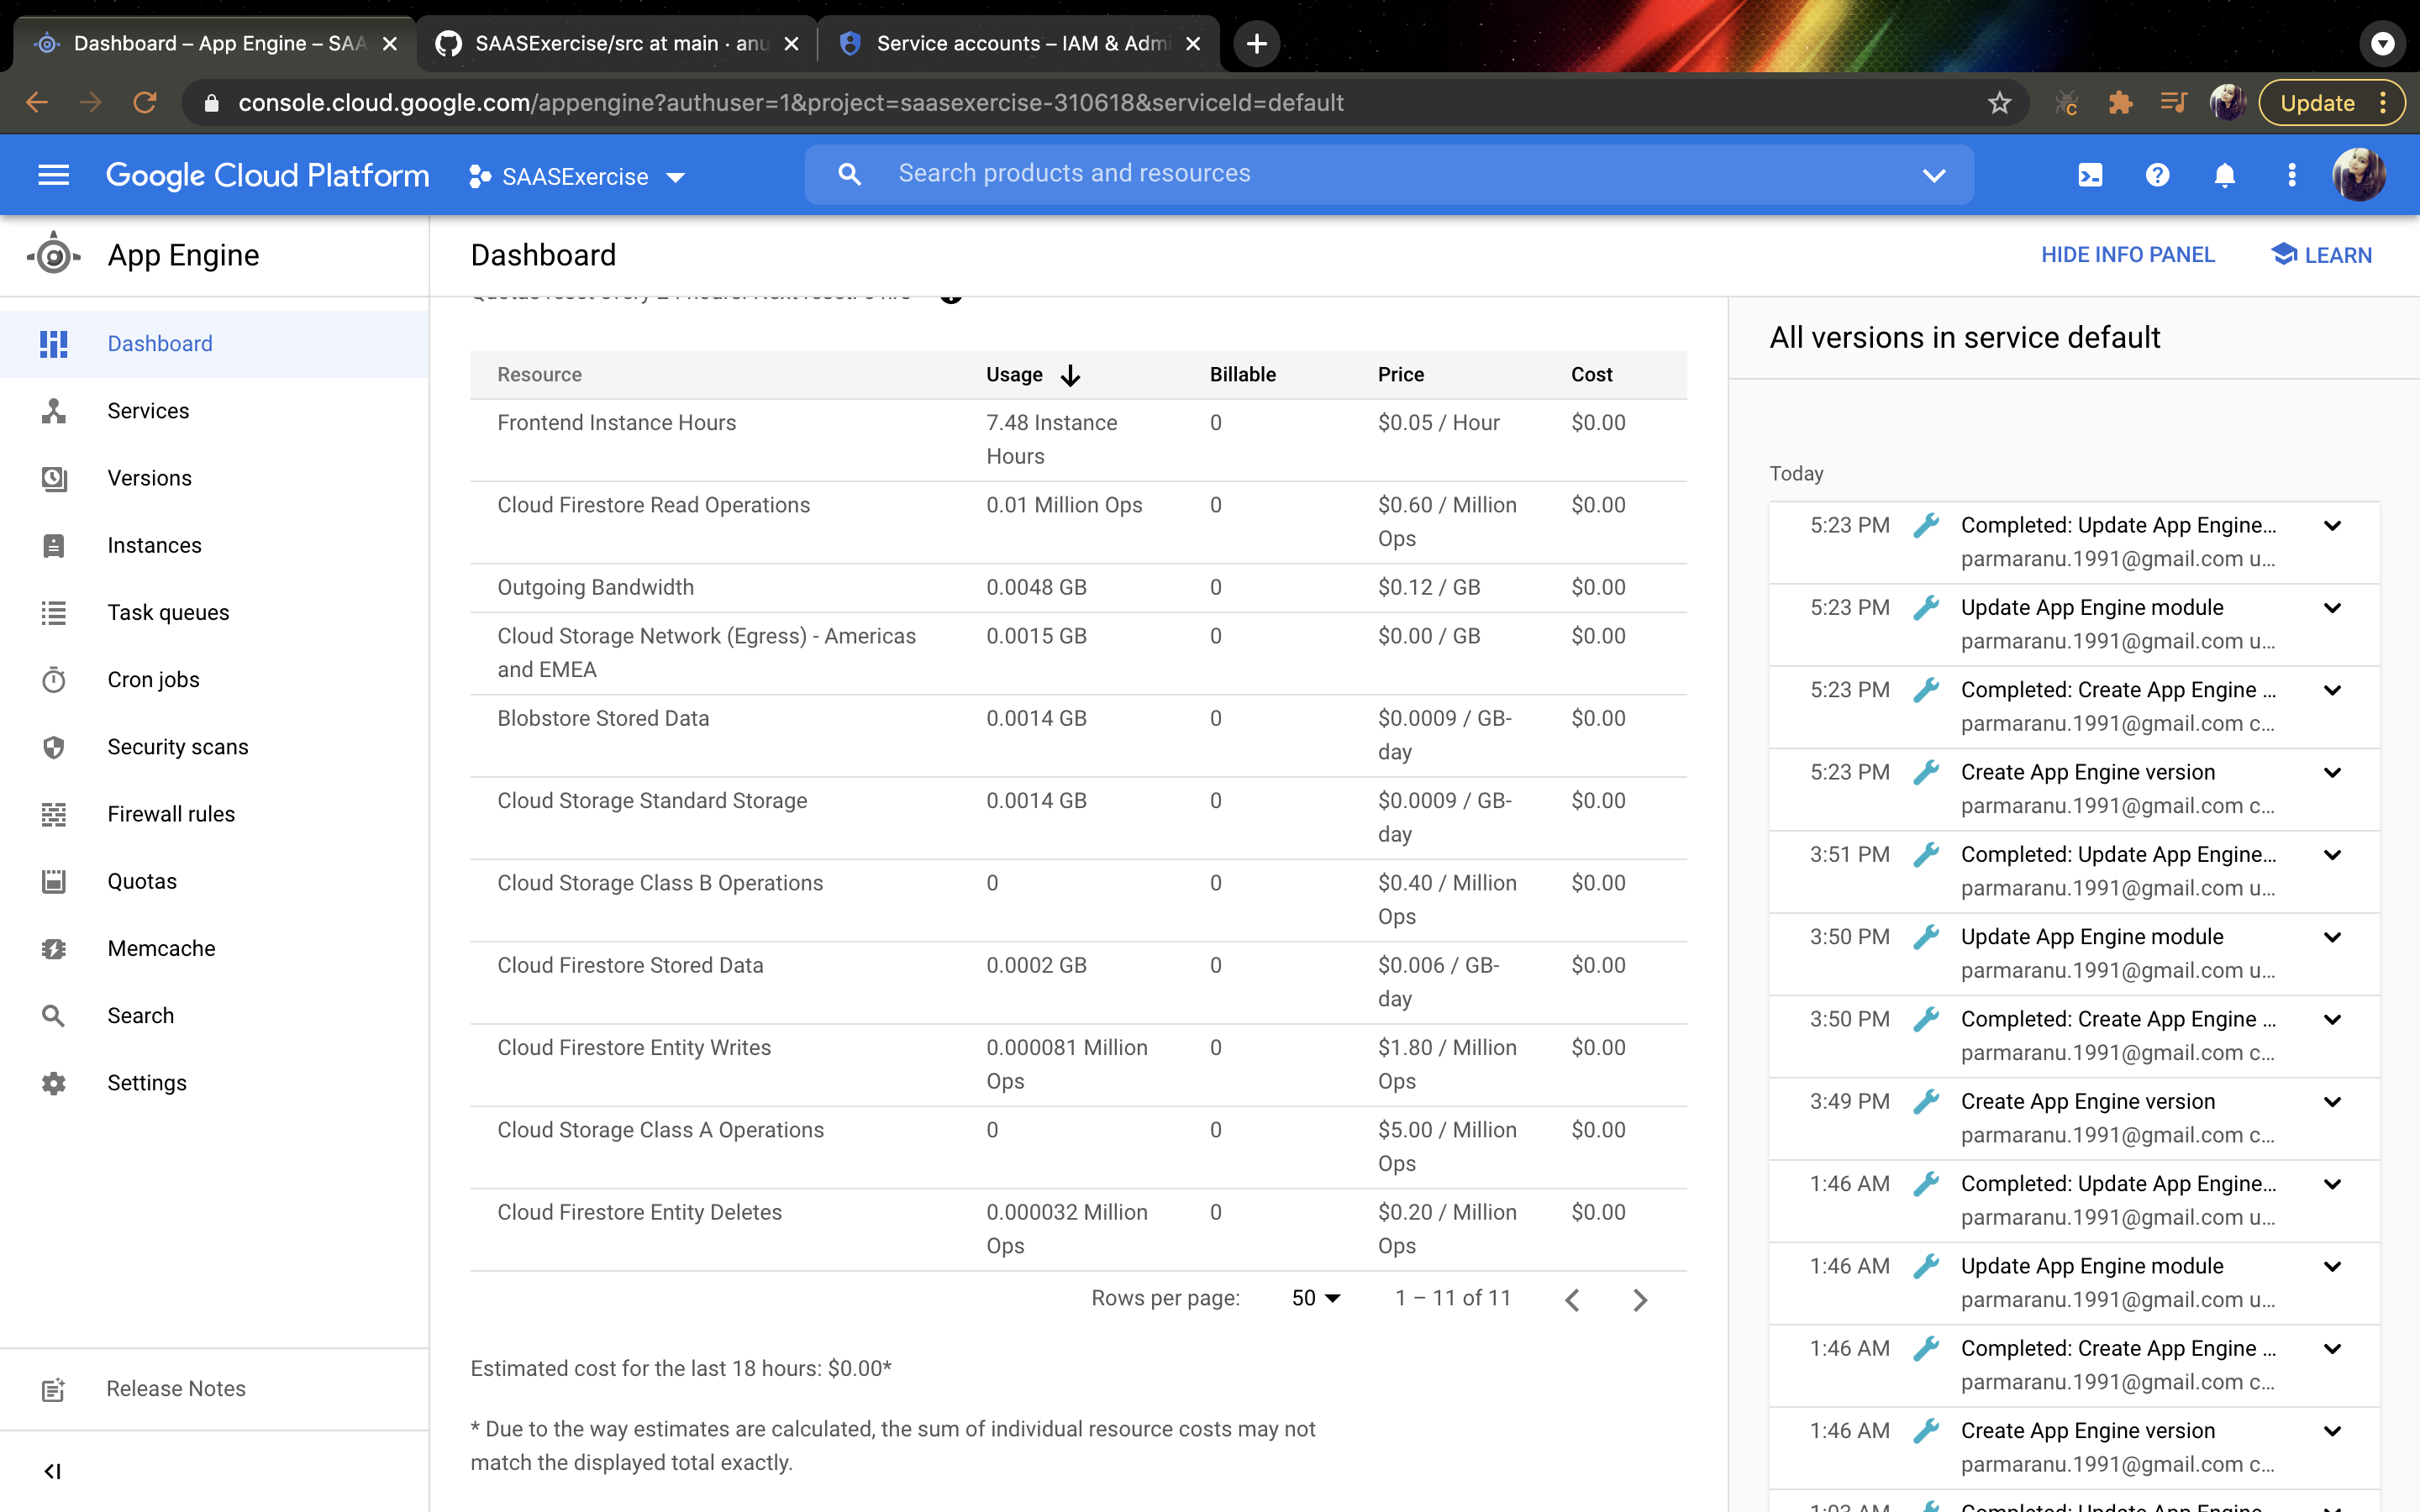 Dashboard – App Engine – SAA
SAASExercise/src at main · anu
Service accounts – IAM & Admi
console.cloud.google.com/appengine?authuser=1&project=saasexercise-310618&serviceId=default
Update
Google Cloud Platform
SAASExercise
Search products and resources
App Engine
Dashboard
HIDE INFO PANEL
LEARN
Dashboard
Services
Versions
Instances
Task queues
Cron jobs
Security scans
Firewall rules
Quotas
Memcache
Search
Settings
Release Notes
Resource Usage Billable Price Cost
Frontend Instance Hours 7.48 Instance 0 $0.05 / Hour $0.00
Hours
Cloud Firestore Read Operations 0.01 Million Ops 0 $0.60 / Million $0.00
Ops
Outgoing Bandwidth 0.0048 GB 0 $0.12 / GB $0.00
Cloud Storage Network (Egress) - Americas 0.0015 GB 0 $0.00 / GB $0.00
and EMEA
Blobstore Stored Data 0.0014 GB 0 $0.0009 / GB- $0.00
day
Cloud Storage Standard Storage 0.0014 GB 0 $0.0009 / GB- $0.00
day
Cloud Storage Class B Operations 0 0 $0.40 / Million $0.00
Ops
Cloud Firestore Stored Data 0.0002 GB 0 $0.006 / GB- $0.00
day
Cloud Firestore Entity Writes 0.000081 Million 0 $1.80 / Million $0.00
Ops Ops
Cloud Storage Class A Operations 0 0 $5.00 / Million $0.00
Ops
Cloud Firestore Entity Deletes 0.000032 Million 0 $0.20 / Million $0.00
Ops Ops
Rows per page: 50 1 – 11 of 11
Estimated cost for the last 18 hours: $0.00*
* Due to the way estimates are calculated, the sum of individual resource costs may not
match the displayed total exactly.
All versions in service default
Today
5:23 PM Completed: Update App Engine...
parmaranu.1991@gmail.com u...
5:23 PM Update App Engine module
parmaranu.1991@gmail.com u...
5:23 PM Completed: Create App Engine ...
parmaranu.1991@gmail.com c...
5:23 PM Create App Engine version
parmaranu.1991@gmail.com c...
3:51 PM Completed: Update App Engine...
parmaranu.1991@gmail.com u...
3:50 PM Update App Engine module
parmaranu.1991@gmail.com u...
3:50 PM Completed: Create App Engine ...
parmaranu.1991@gmail.com c...
3:49 PM Create App Engine version
parmaranu.1991@gmail.com c...
1:46 AM Completed: Update App Engine...
parmaranu.1991@gmail.com u...
1:46 AM Update App Engine module
parmaranu.1991@gmail.com u...
1:46 AM Completed: Create App Engine ...
parmaranu.1991@gmail.com c...
1:46 AM Create App Engine version
parmaranu.1991@gmail.com c...